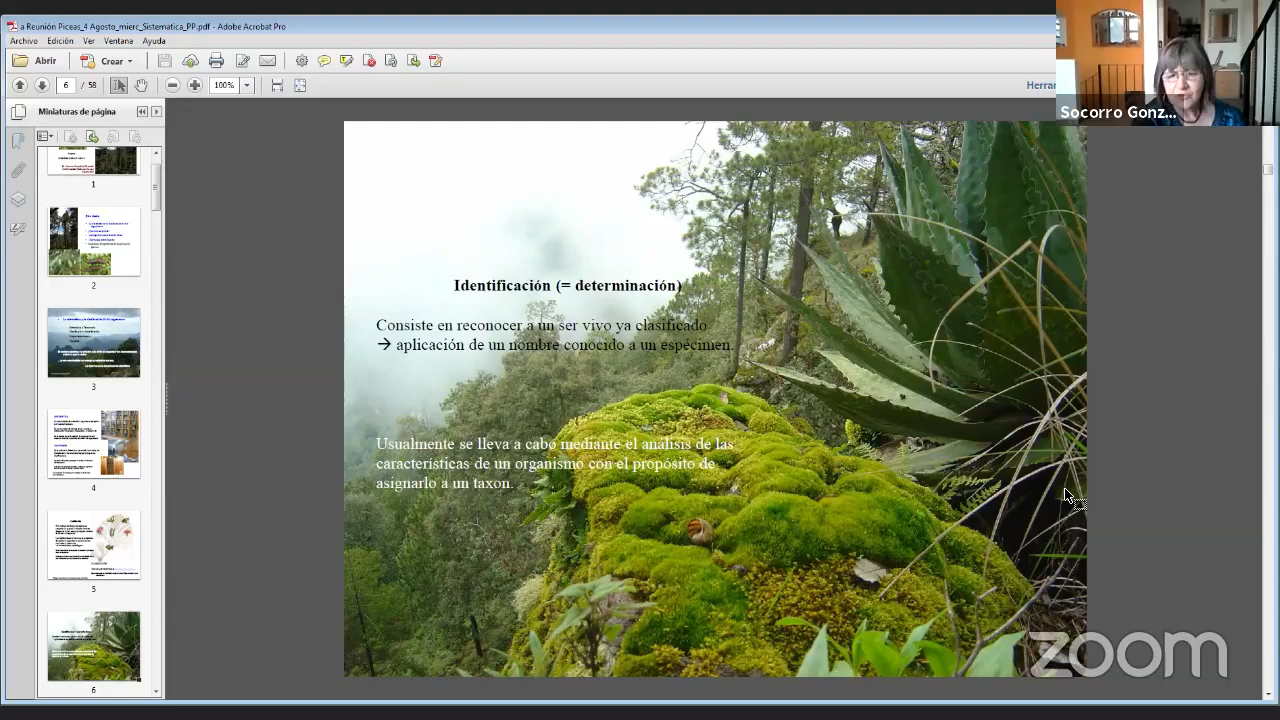 a Reunión Piceas_4 Agosto_mierc_Sistematica_PP.pdf - Adobe Acrobat Pro
Archivo Edición Ver Ventana Ayuda
Abrir Crear
6 / 58 100%
Herrar
Miniaturas de página
Socorro Gonz...
1
2
3
4
5
6
Identificación (= determinación)
Consiste en reconocer a un ser vivo ya clasificado
→ aplicación de un nombre conocido a un espécimen.
Usualmente se lleva a cabo mediante el análisis de las
características de un organismo con el propósito de
asignarlo a un taxon.
zoom